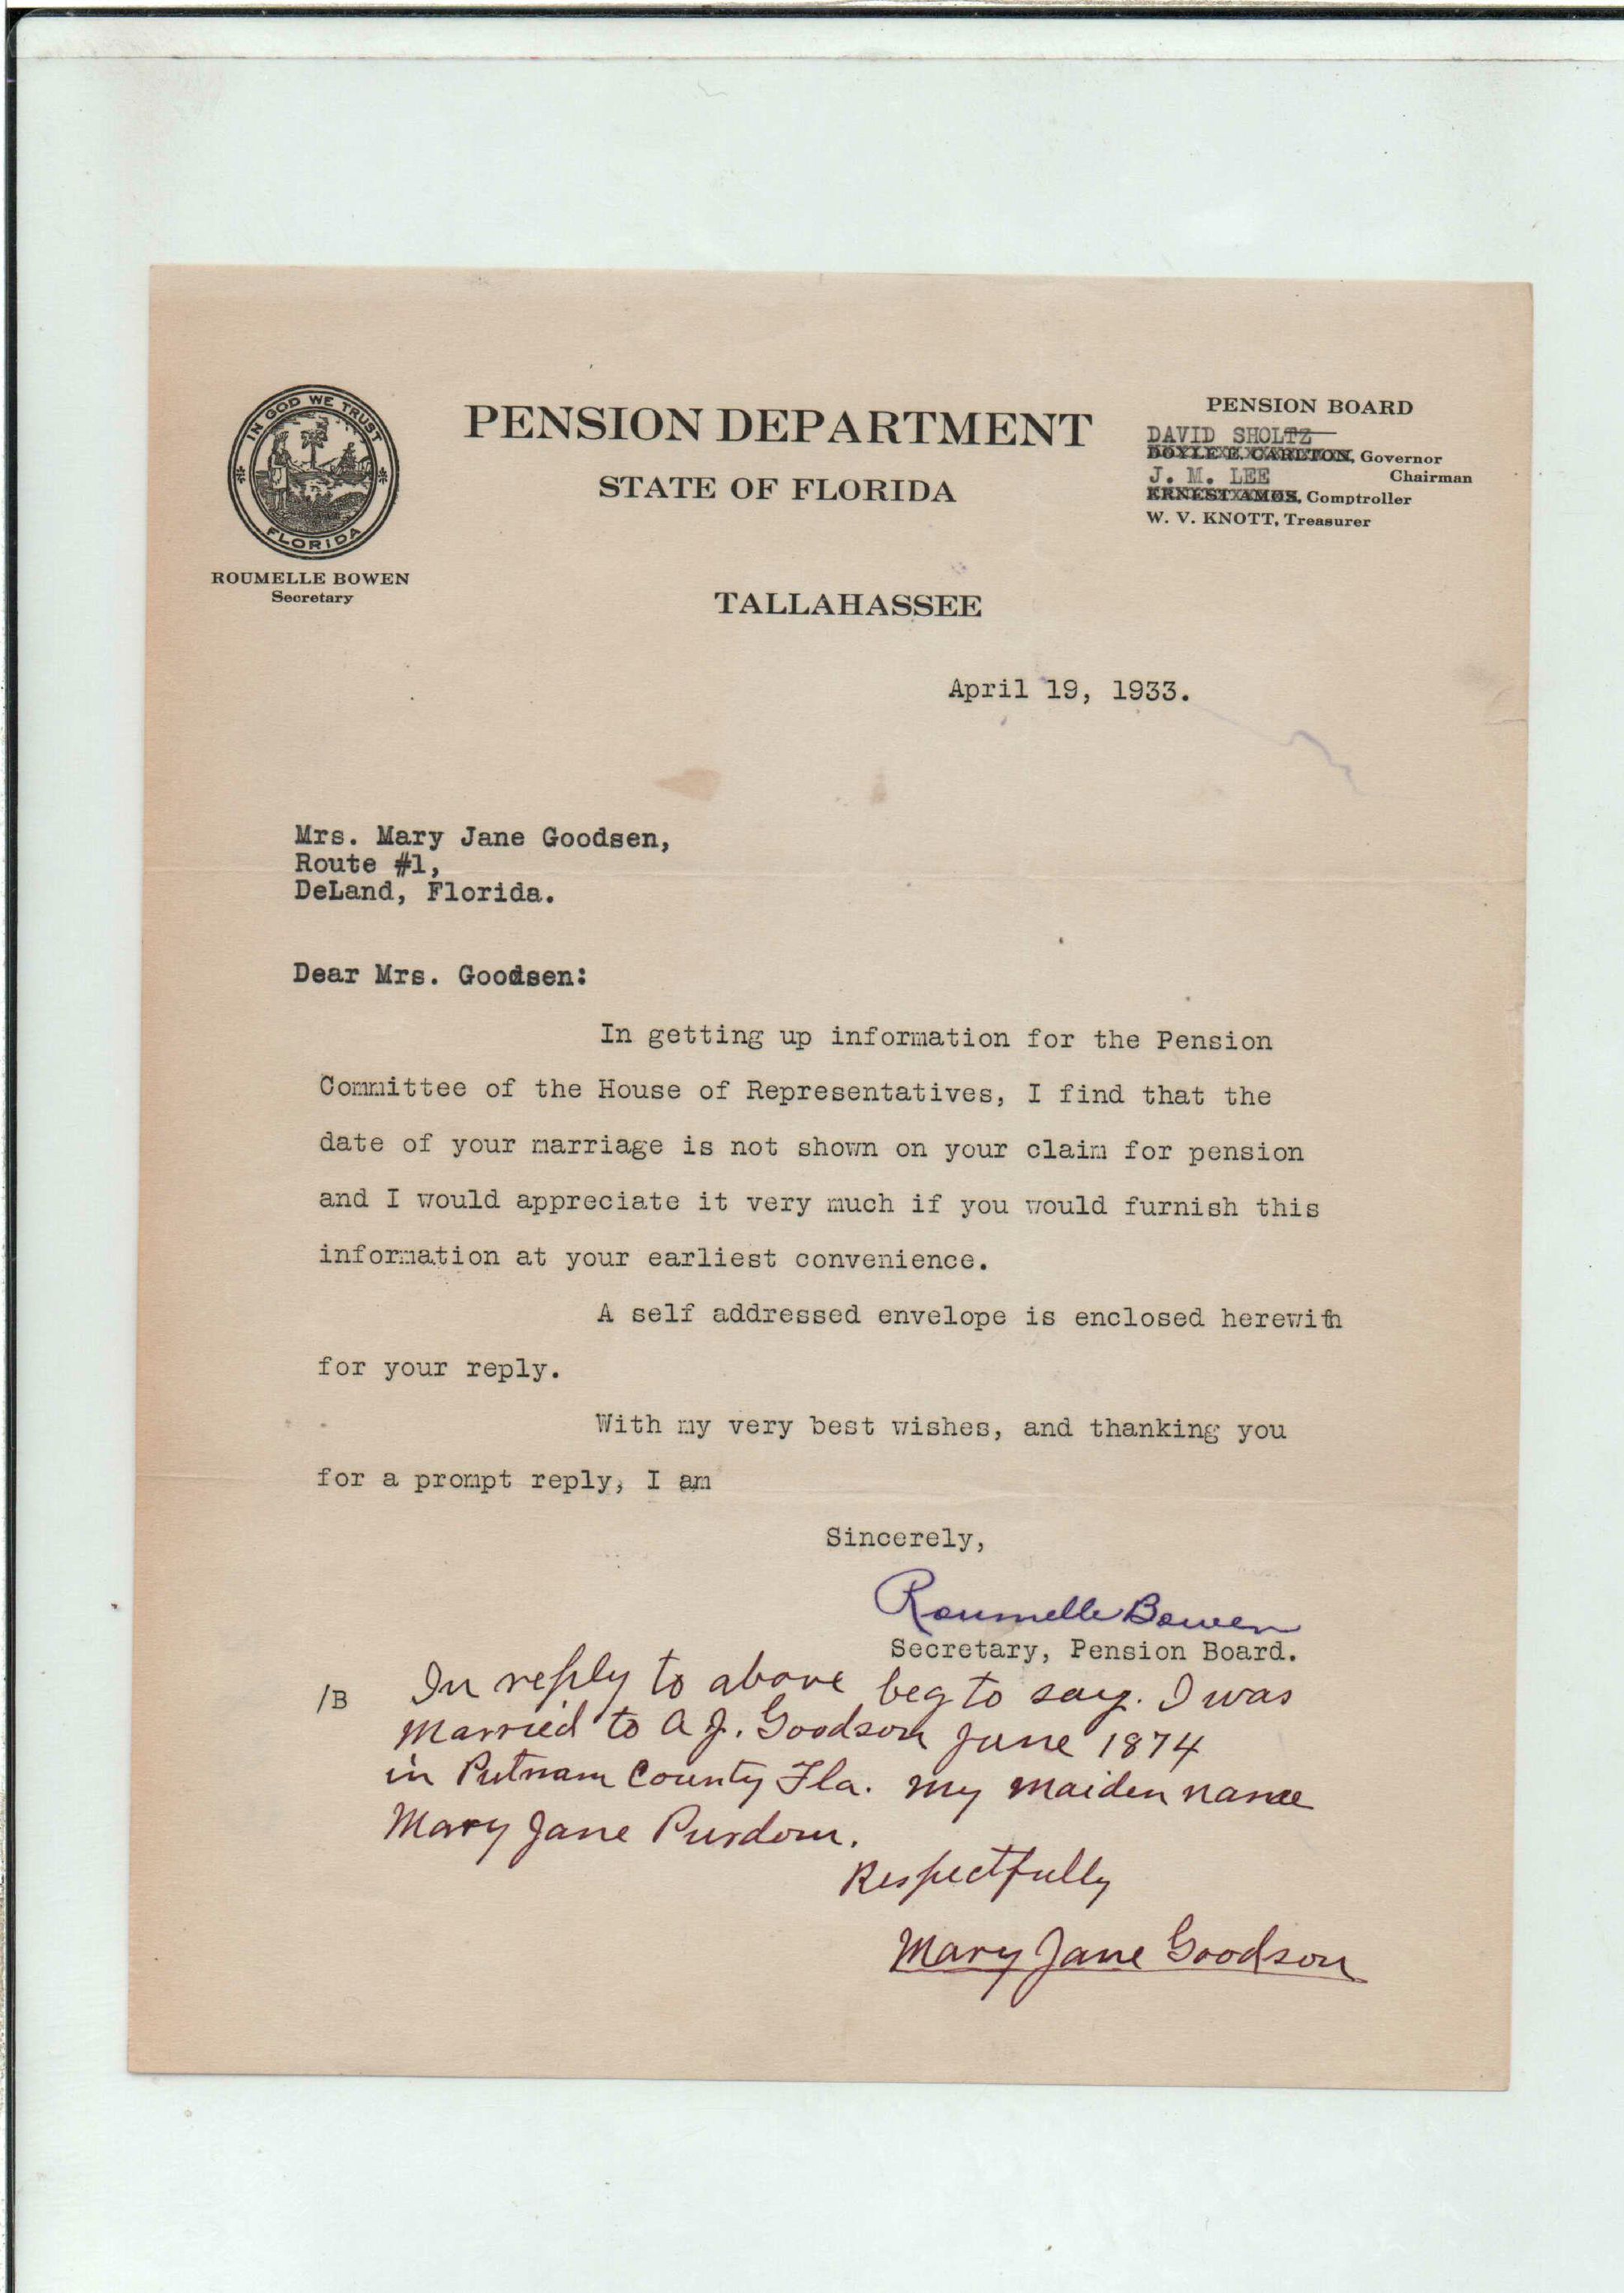 IN GOD WE TRUST
FLORIDA
ROUMELLE BOWEN
Secretary
PENSION DEPARTMENT
STATE OF FLORIDA
TALLAHASSEE
PENSION BOARD
DAVID SHOLTZ
DOYLE E. CARLTON, Governor
Chairman
J. M. LEE
ERNEST AMOS, Comptroller
W. V. KNOTT, Treasurer
April 19, 1933.
Mrs. Mary Jane Goodsen,
Route #1,
DeLand, Florida.
Dear Mrs. Goodsen:
In getting up information for the Pension
Committee of the House of Representatives, I find that the
date of your marriage is not shown on your claim for pension
and I would appreciate it very much if you would furnish this
information at your earliest convenience.
A self addressed envelope is enclosed herewith
for your reply.
With my very best wishes, and thanking you
for a prompt reply, I am
Sincerely,
Roumelle Bowen
Secretary, Pension Board.
/B
In reply to above beg to say. I was
Married to A J. Goodson June 1874
in Putnam County Fla. My maiden name
Mary Jane Purdom.
Respectfully
Mary Jane Goodson